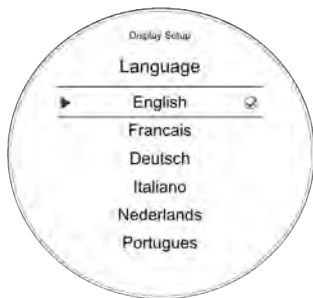 Display Setup
Language
English
Francais
Deutsch
Italiano
Nederlands
Portugues